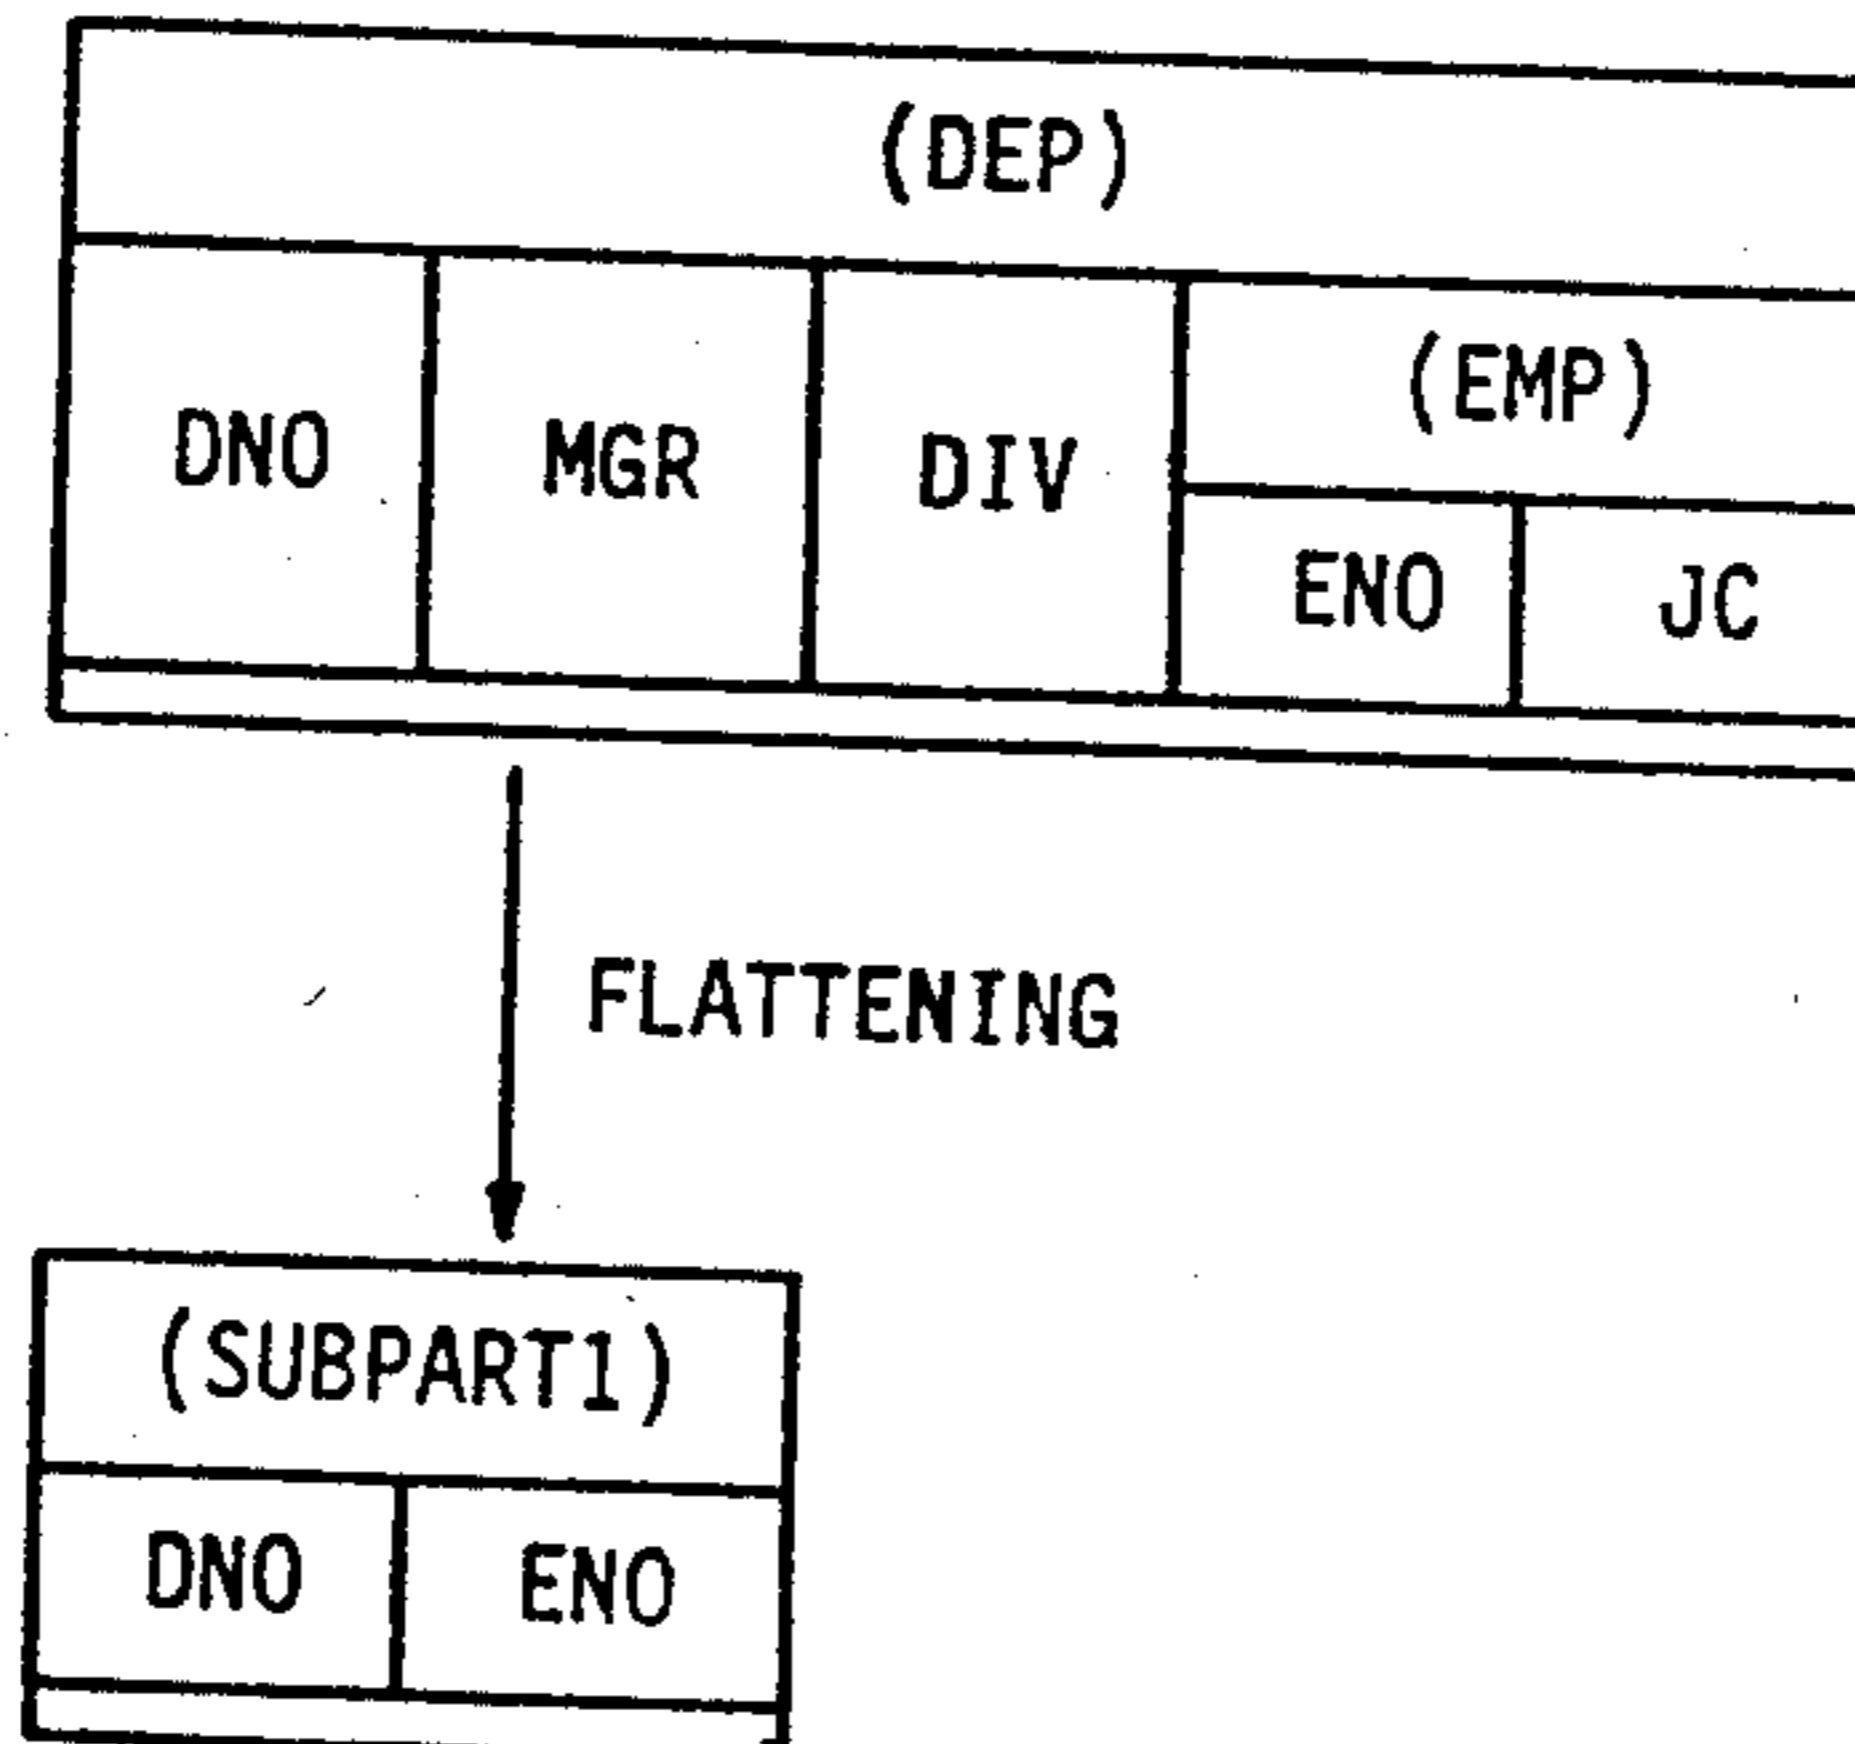 (DEP)
DNO MGR DIV (EMP)
ENO JC
FLATTENING
(SUBPART1)
DNO ENO